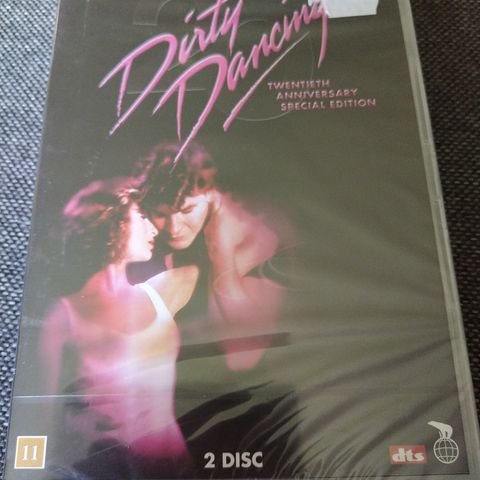 Dirty
Dancing
TWENTIETH
ANNIVERSARY
SPECIAL EDITION
11
2 DISC
dts